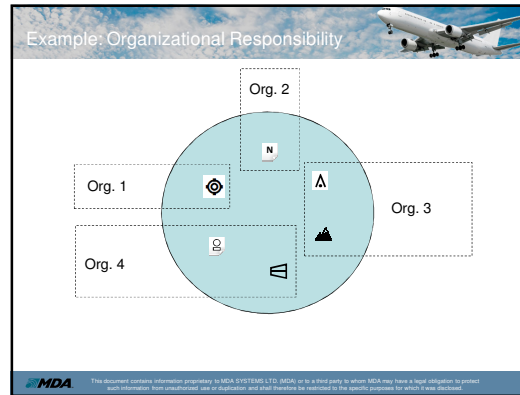 Example: Organizational Responsibility
Org. 2
N
Org. 1
Org. 3
Org. 4
MDA
This document contains information proprietary to MDA SYSTEMS LTD. (MDA) or to a third party to whom MDA may have a legal obligation to protect
such information from unauthorized use or duplication and shall therefore be restricted to the specific purposes for which it was disclosed.